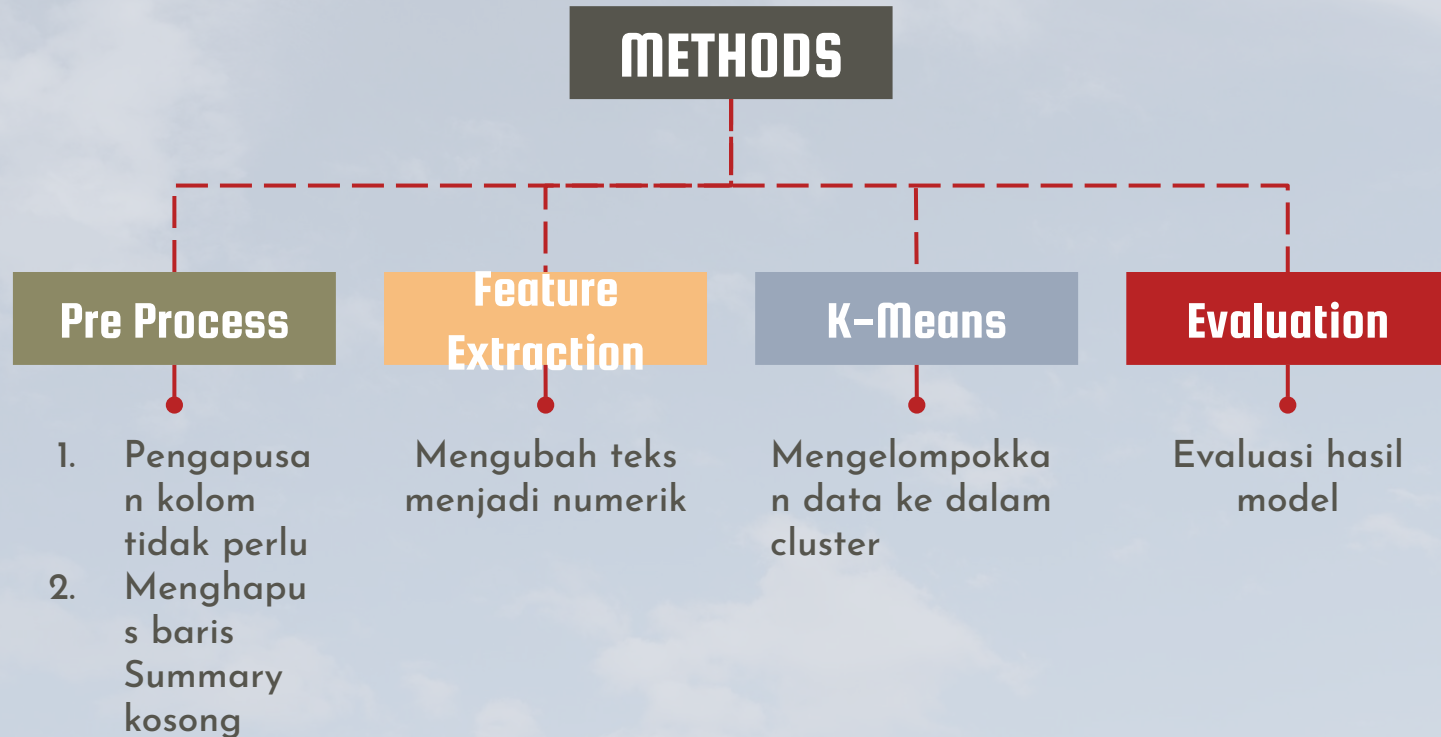 METHODS
Pre Process
Feature
Extraction
K-Means
Evaluation
1. Pengapusa
n kolom
tidak perlu
2. Menghapu
s baris
Summary
kosong
Mengubah teks
menjadi numerik
Mengelompokka
n data ke dalam
cluster
Evaluasi hasil
model